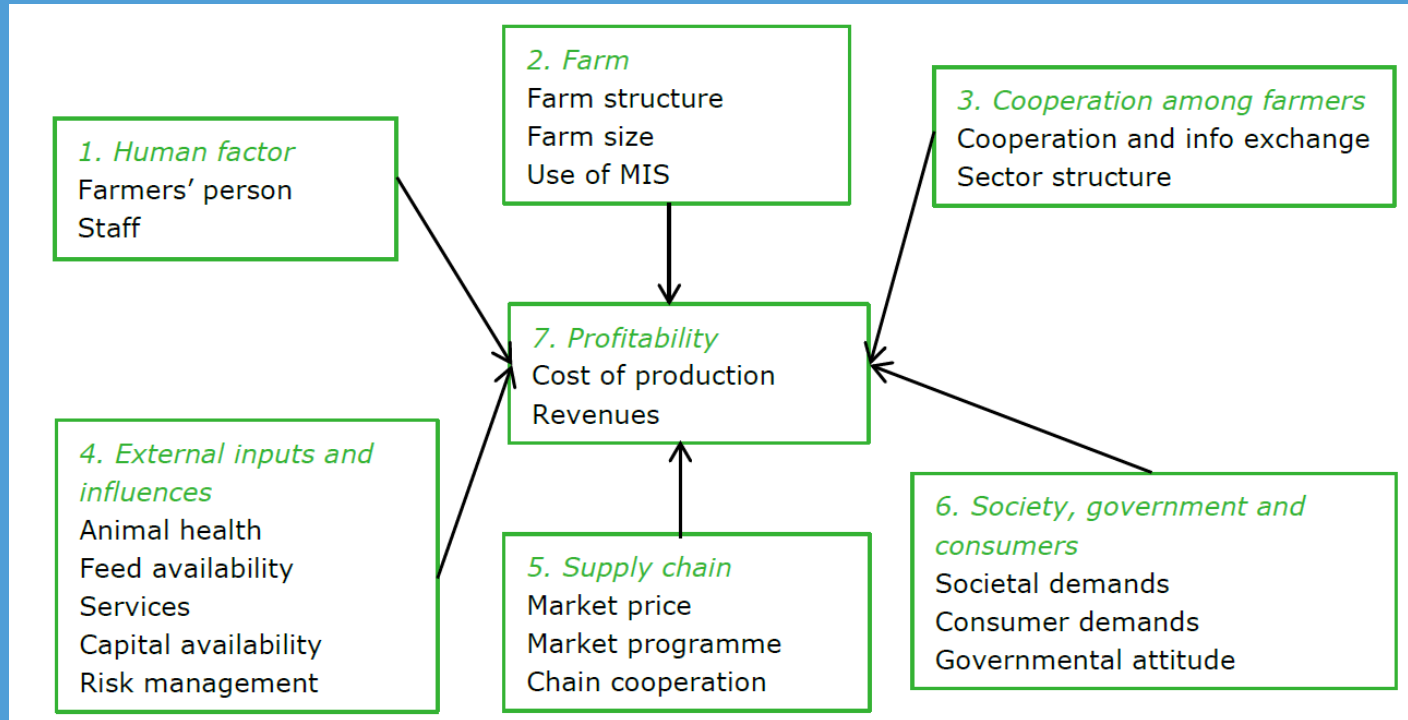 1. Human factor
Farmers’ person
Staff
2. Farm
Farm structure
Farm size
Use of MIS
3. Cooperation among farmers
Cooperation and info exchange
Sector structure
4. External inputs and
influences
Animal health
Feed availability
Services
Capital availability
Risk management
5. Supply chain
Market price
Market programme
Chain cooperation
6. Society, government and
consumers
Societal demands
Consumer demands
Governmental attitude
7. Profitability
Cost of production
Revenues